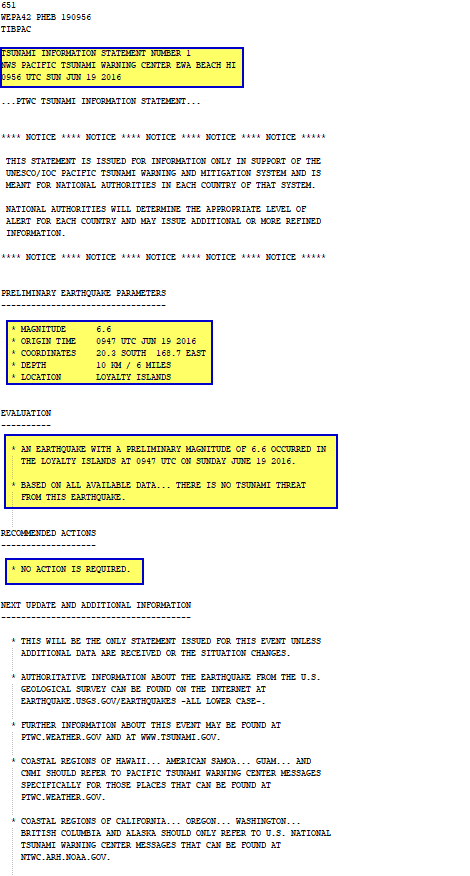 651
WEPA42 PHEB 190956
TIBPAC
TSUNAMI INFORMATION STATEMENT NUMBER 1
NWS PACIFIC TSUNAMI WARNING CENTER EWA BEACH HI
0956 UTC SUN JUN 19 2016
...PTWC TSUNAMI INFORMATION STATEMENT...
**** NOTICE **** NOTICE **** NOTICE **** NOTICE **** NOTICE *****
THIS STATEMENT IS ISSUED FOR INFORMATION ONLY IN SUPPORT OF THE
UNESCO/IOC PACIFIC TSUNAMI WARNING AND MITIGATION SYSTEM AND IS
MEANT FOR NATIONAL AUTHORITIES IN EACH COUNTRY OF THAT SYSTEM.
NATIONAL AUTHORITIES WILL DETERMINE THE APPROPRIATE LEVEL OF
ALERT FOR EACH COUNTRY AND MAY ISSUE ADDITIONAL OR MORE REFINED
INFORMATION.
**** NOTICE **** NOTICE **** NOTICE **** NOTICE **** NOTICE *****
PRELIMINARY EARTHQUAKE PARAMETERS
---------------------------------
* MAGNITUDE      6.6
* ORIGIN TIME    0947 UTC JUN 19 2016
* COORDINATES    20.3 SOUTH  168.7 EAST
* DEPTH          10 KM / 6 MILES
* LOCATION       LOYALTY ISLANDS
EVALUATION
----------
* AN EARTHQUAKE WITH A PRELIMINARY MAGNITUDE OF 6.6 OCCURRED IN
THE LOYALTY ISLANDS AT 0947 UTC ON SUNDAY JUNE 19 2016.
* BASED ON ALL AVAILABLE DATA... THERE IS NO TSUNAMI THREAT
FROM THIS EARTHQUAKE.
RECOMMENDED ACTIONS
-------------------
* NO ACTION IS REQUIRED.
NEXT UPDATE AND ADDITIONAL INFORMATION
--------------------------------------
* THIS WILL BE THE ONLY STATEMENT ISSUED FOR THIS EVENT UNLESS
ADDITIONAL DATA ARE RECEIVED OR THE SITUATION CHANGES.
* AUTHORITATIVE INFORMATION ABOUT THE EARTHQUAKE FROM THE U.S.
GEOLOGICAL SURVEY CAN BE FOUND ON THE INTERNET AT
EARTHQUAKE.USGS.GOV/EARTHQUAKES -ALL LOWER CASE-.
* FURTHER INFORMATION ABOUT THIS EVENT MAY BE FOUND AT
PTWC.WEATHER.GOV AND AT WWW.TSUNAMI.GOV.
* COASTAL REGIONS OF HAWAII... AMERICAN SAMOA... GUAM... AND
CNMI SHOULD REFER TO PACIFIC TSUNAMI WARNING CENTER MESSAGES
SPECIFICALLY FOR THOSE PLACES THAT CAN BE FOUND AT
PTWC.WEATHER.GOV.
* COASTAL REGIONS OF CALIFORNIA... OREGON... WASHINGTON...
BRITISH COLUMBIA AND ALASKA SHOULD ONLY REFER TO U.S. NATIONAL
TSUNAMI WARNING CENTER MESSAGES THAT CAN BE FOUND AT
NTWC.ARH.NOAA.GOV.